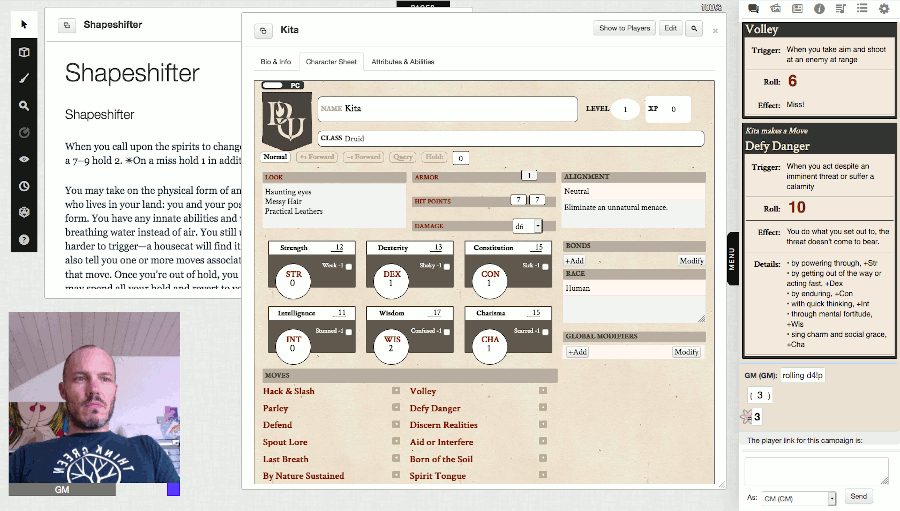 PAGES
100%
Shapeshifter
Shapeshifter
Shapeshifter
When you call upon the spirits to change
a 7–9 hold 2. ✴On a miss hold 1 in addit
You may take on the physical form of an
who lives in your land: you and your pos
form. You have any innate abilities and
breathing water instead of air. You still
harder to trigger—a housecat will find it
also tell you one or more moves associat
that move. Once you're out of hold, you
may spend all your hold and revert to yo
GM
Kita
Show to Players
Edit
×
Bio & Info
Character Sheet
Attributes & Abilities
PC
NAME Kita
LEVEL 1
XP 0
CLASS Druid
Normal
+1 Forward
-1 Forward
Query
Hold:
0
LOOK
Haunting eyes
Messy Hair
Practical Leathers
ARMOR 1
HIT POINTS 7 7
DAMAGE d6
ALIGNMENT
Neutral
Eliminate an unnatural menace.
BONDS
+Add
Modify
RACE
Human
GLOBAL MODIFIERS
+Add
Modify
Strength 12
Weak -1
STR
0
Dexterity 13
Shaky -1
DEX
1
Constitution 15
Sick -1
CON
1
Intelligence 11
Stunned -1
INT
0
Wisdom 17
Confused -1
WIS
2
Charisma 15
Scarred -1
CHA
1
MOVES
Hack & Slash
Volley
Parley
Defy Danger
Defend
Discern Realities
Spout Lore
Aid or Interfere
Last Breath
Born of the Soil
By Nature Sustained
Spirit Tongue
MENU
Volley
Trigger: When you take aim and shoot
at an enemy at range
Roll: 6
Effect: Miss!
Kita makes a Move
Defy Danger
Trigger: When you act despite an
imminent threat or suffer a
calamity
Roll: 10
Effect: You do what you set out to, the
threat doesn't come to bear.
Details: • by powering through, +Str
• by getting out of the way or
acting fast, +Dex
• by enduring, +Con
• with quick thinking, +Int
• through mental fortitude,
+Wis
• sing charm and social grace,
+Cha
GM (GM): rolling d4!p
( 3 )
3
The player link for this campaign is:
As: GM (GM)
Send
THINK GREEN